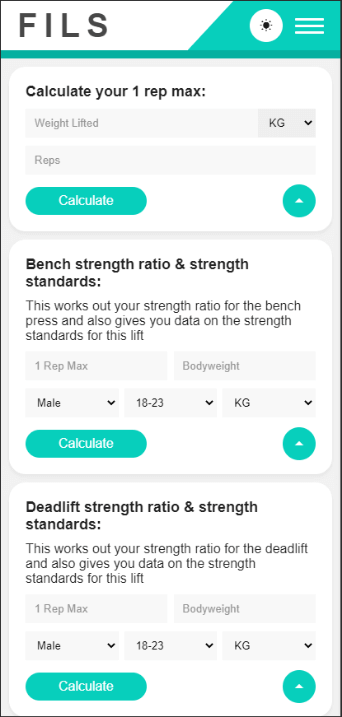 FILS
Calculate your 1 rep max:
Weight Lifted
KG
Reps
Calculate
Bench strength ratio & strength
standards:
This works out your strength ratio for the bench
press and also gives you data on the strength
standards for this lift
1 Rep Max
Bodyweight
Male
18-23
KG
Calculate
Deadlift strength ratio & strength
standards:
This works out your strength ratio for the deadlift
and also gives you data on the strength
standards for this lift
1 Rep Max
Bodyweight
Male
18-23
KG
Calculate